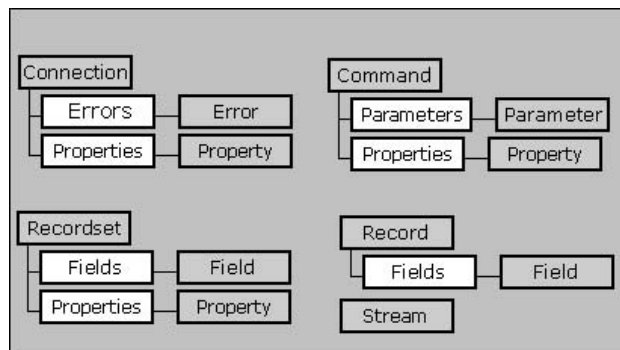 Connection
Errors
Error
Properties
Property
Command
Parameters
Parameter
Properties
Property
Recordset
Fields
Field
Properties
Property
Record
Fields
Field
Stream